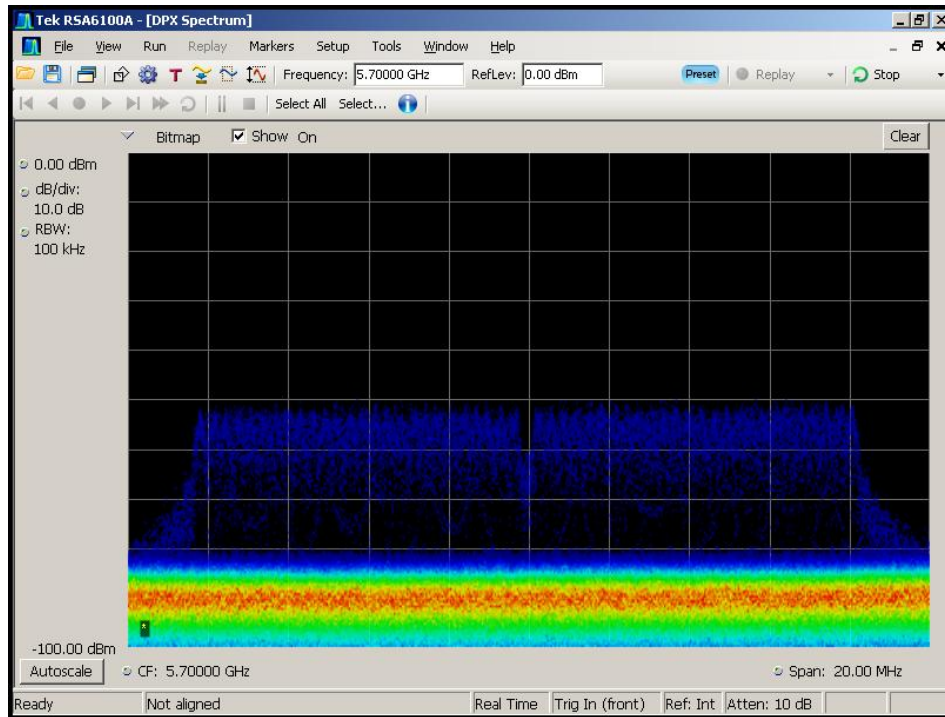 Tek RSA6100A - [DPX Spectrum]
File View Run Replay Markers Setup Tools Window Help
T Frequency: 5.70000 GHz RefLev: 0.00 dBm Preset Replay Stop
Select All Select...
Bitmap Show On Clear
0.00 dBm
dB/div:
10.0 dB
RBW:
100 kHz
-100.00 dBm
Autoscale CF: 5.70000 GHz Span: 20.00 MHz
Ready Not aligned Real Time Trig In (front) Ref: Int Atten: 10 dB